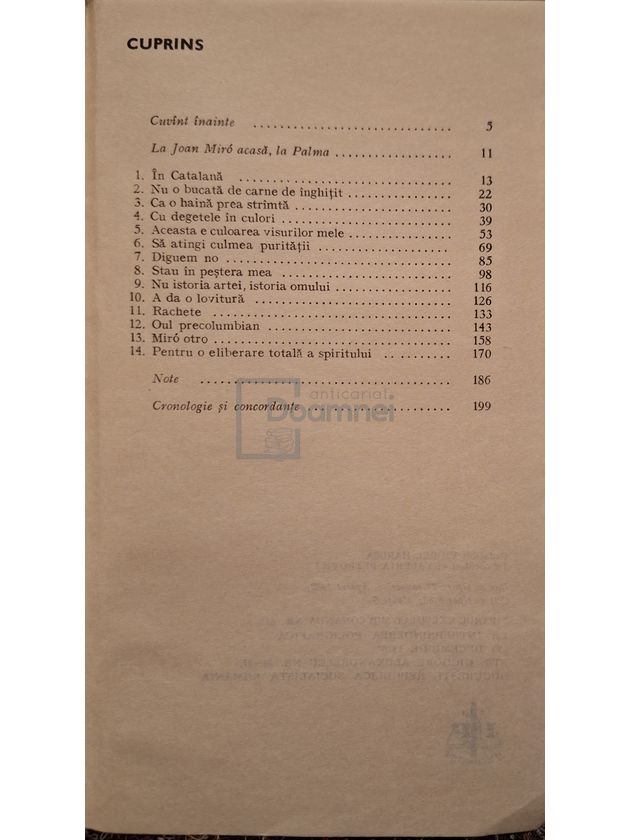 CUPRINS
Cuvînt înainte .............................. 5
La Joan Miró acasă, la Palma .................. 11
1. În Catalană .............................. 13
2. Nu o bucată de carne de înghițit ............... 22
3. Ca o haină prea strîmtă ....................... 30
4. Cu degetele în culori ......................... 39
5. Aceasta e culoarea visurilor mele ............... 53
6. Să atingi culmea purității ..................... 69
7. Diguem no .............................. 85
8. Stau în peștera mea .......................... 98
9. Nu istoria artei, istoria omului ................. 116
10. A da o lovitură ............................ 126
11. Rachete .............................. 133
12. Oul precolumbian .......................... 143
13. Miró otro .............................. 158
14. Pentru o eliberare totală a spiritului .......... 170
Note .............................. 186
Cronologie și concordanțe .................... 199
anticariat
Doamnei